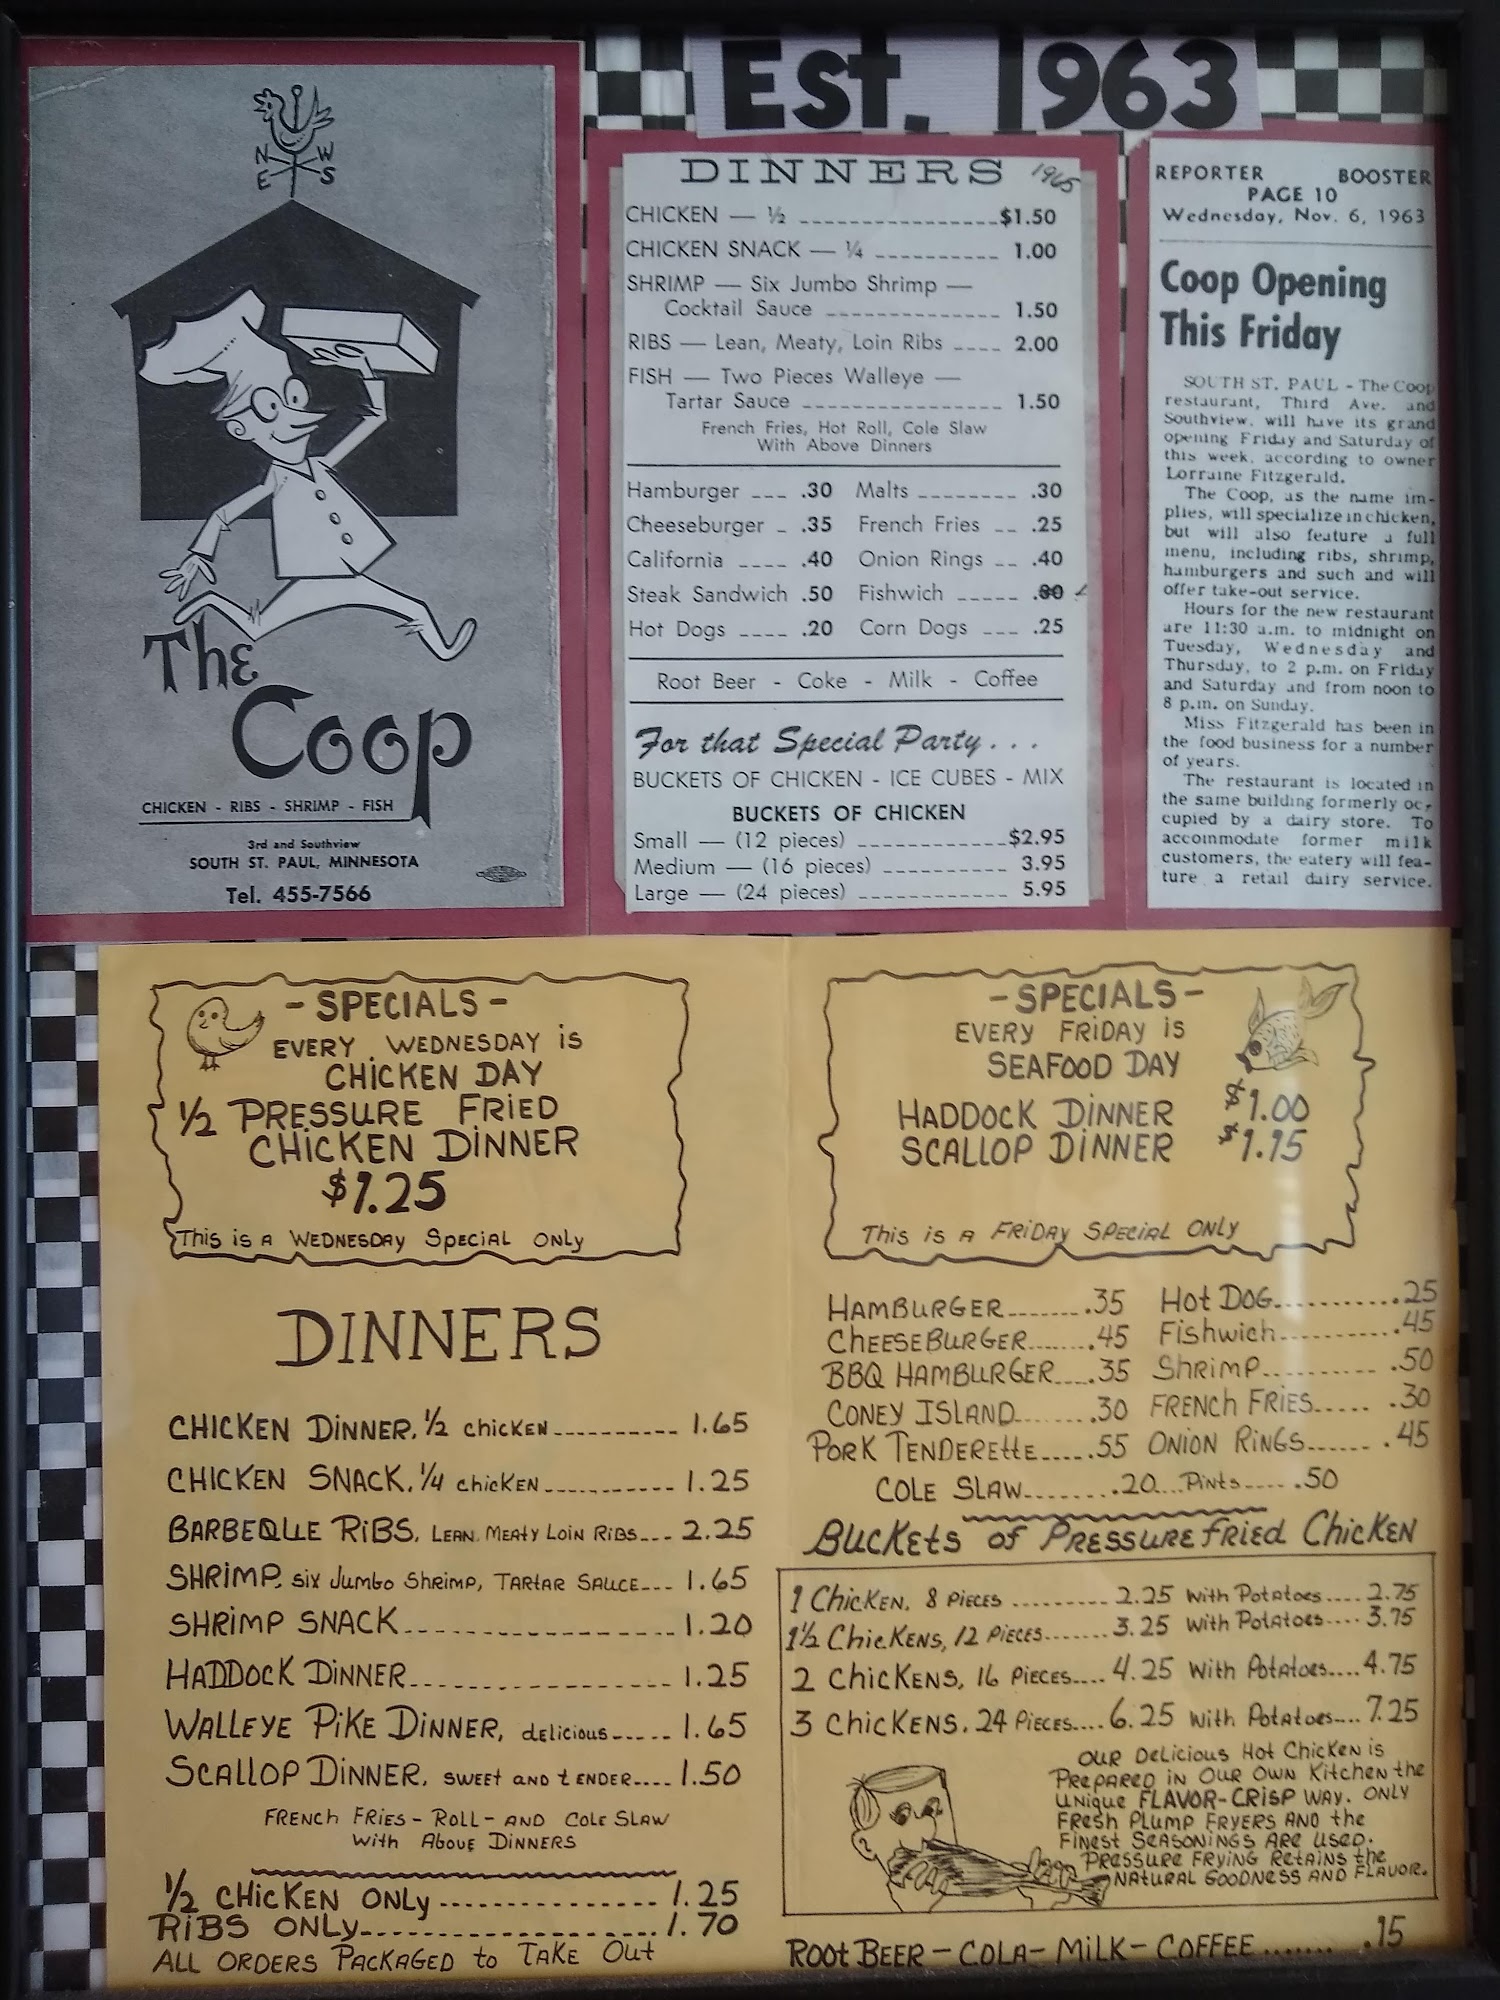 Est. 1963
N W
E S
The
Coop
CHICKEN - RIBS - SHRIMP - FISH
3rd and Southview
SOUTH ST. PAUL, MINNESOTA
Tel. 455-7566
DINNERS 1965
CHICKEN — ½ $1.50
CHICKEN SNACK — ¼ 1.00
SHRIMP — Six Jumbo Shrimp —
Cocktail Sauce 1.50
RIBS — Lean, Meaty, Loin Ribs 2.00
FISH — Two Pieces Walleye —
Tartar Sauce 1.50
French Fries, Hot Roll, Cole Slaw
With Above Dinners
Hamburger .30 Malts .30
Cheeseburger .35 French Fries .25
California .40 Onion Rings .40
Steak Sandwich .50 Fishwich
Hot Dogs .20 Corn Dogs .25
Root Beer - Coke - Milk - Coffee
For that Special Party . . .
BUCKETS OF CHICKEN - ICE CUBES - MIX
BUCKETS OF CHICKEN
Small — (12 pieces) $2.95
Medium — (16 pieces) 3.95
Large — (24 pieces) 5.95
REPORTER BOOSTER
PAGE 10
Wednesday, Nov. 6, 1963
Coop Opening
This Friday
SOUTH ST. PAUL - The Coop
restaurant, Third Ave. and
Southview, will have its grand
opening Friday and Saturday of
this week, according to owner
Lorraine Fitzgerald.
The Coop, as the name im-
plies, will specialize in chicken,
but will also feature a full
menu, including ribs, shrimp,
hamburgers and such and will
offer take-out service.
Hours for the new restaurant
are 11:30 a.m. to midnight on
Tuesday, Wednesday and
Thursday, to 2 p.m. on Friday
and Saturday and from noon to
8 p.m. on Sunday.
Miss Fitzgerald has been in
the food business for a number
of years.
The restaurant is located in
the same building formerly oc-
cupied by a dairy store. To
accommodate former milk
customers, the eatery will fea-
ture a retail dairy service.
- SPECIALS -
EVERY WEDNESDAY is
CHICKEN DAY
1/2 PRESSURE FRIED
CHICKEN DINNER
$1.25
This is A WEDNESDAY Special ONLY
DINNERS
CHICKEN DINNER, 1/2 chicken 1.65
CHICKEN SNACK, 1/4 chicken 1.25
BARBEQUE RIBS, LEAN, MEATY LOIN RIBS 2.25
SHRIMP, six Jumbo Shrimp, TARTAR SAUCE 1.65
SHRIMP SNACK 1.20
HADDOCK DINNER 1.25
WALLEYE PIKE DINNER, delicious 1.65
SCALLOP DINNER, SWEET AND tENDER 1.50
FRENCH FRIES - ROLL - AND COLE SLAW
With Above DINNERS
1/2 CHICKEN ONLY 1.25
RIBS ONLY 1.70
ALL ORDERS PACKAGED to TAKE OUT
- SPECIALS -
EVERY FRIDAY is
SEAFOOD DAY
HADDOCK DINNER $1.00
SCALLOP DINNER $1.15
This is A FRIDAY SPECIAL ONLY
HAMBURGER .35 Hot DOG .25
CHEESEBURGER .45 Fishwich .45
BBQ HAMBURGER .35 Shrimp .50
CONEY ISLAND .30 FRENCH FRIES .30
PORK TENDEREttE .55 ONION RINGS .45
COLE SLAW .20 Pints .50
Buckets of Pressure Fried Chicken
1 Chicken, 8 Pieces 2.25 With Potatoes 2.75
1½ Chickens, 12 Pieces 3.25 With Potatoes 3.75
2 Chickens, 16 Pieces 4.25 With Potatoes 4.75
3 Chickens, 24 Pieces 6.25 With Potatoes 7.25
OUR Delicious Hot Chicken is
PREPARED IN OUR OWN Kitchen the
UNIQUE FLAVOR-CRISP WAY. ONLY
FRESH PLUMP FRYERS AND the
FINEST SEASONINGS ARE USED.
PRESSURE FRYING REtAINS the
NATURAL GOODNESS AND FLAVOR.
ROOt BEER - COLA - MiLK - COFFEE .15